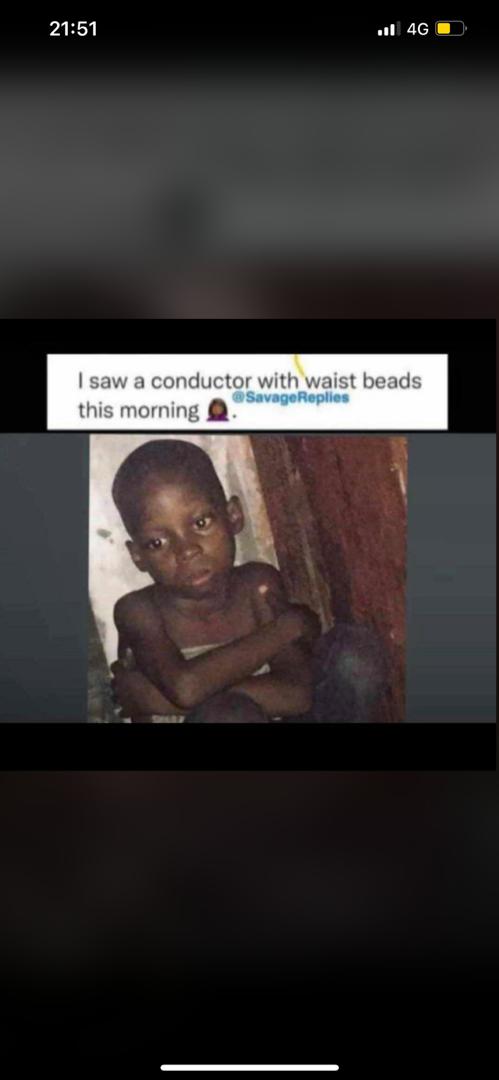 21:51 4G
I saw a conductor with waist beads
@SavageReplies
this morning 🤦🏾‍♀️.